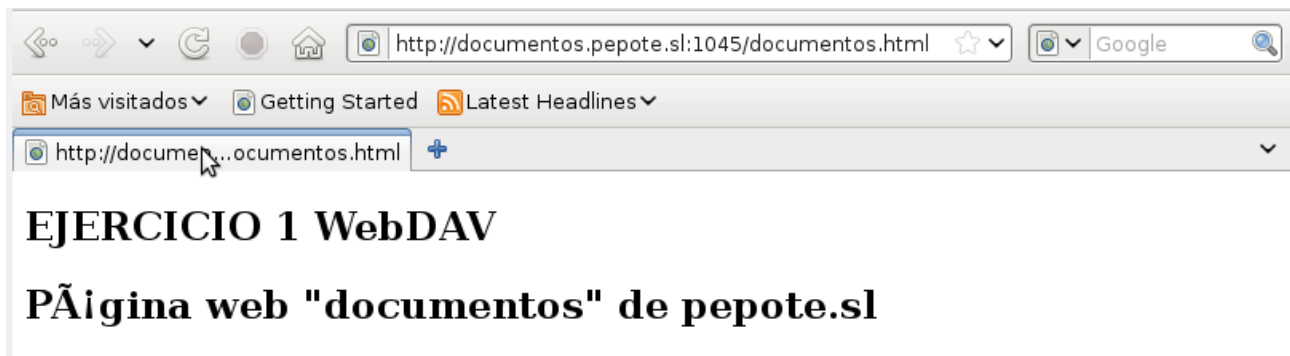 http://documentos.pepote.sl:1045/documentos.html Google
Más visitados Getting Started Latest Headlines
http://documen...ocumentos.html
EJERCICIO 1 WebDAV
PÃ¡gina web "documentos" de pepote.sl